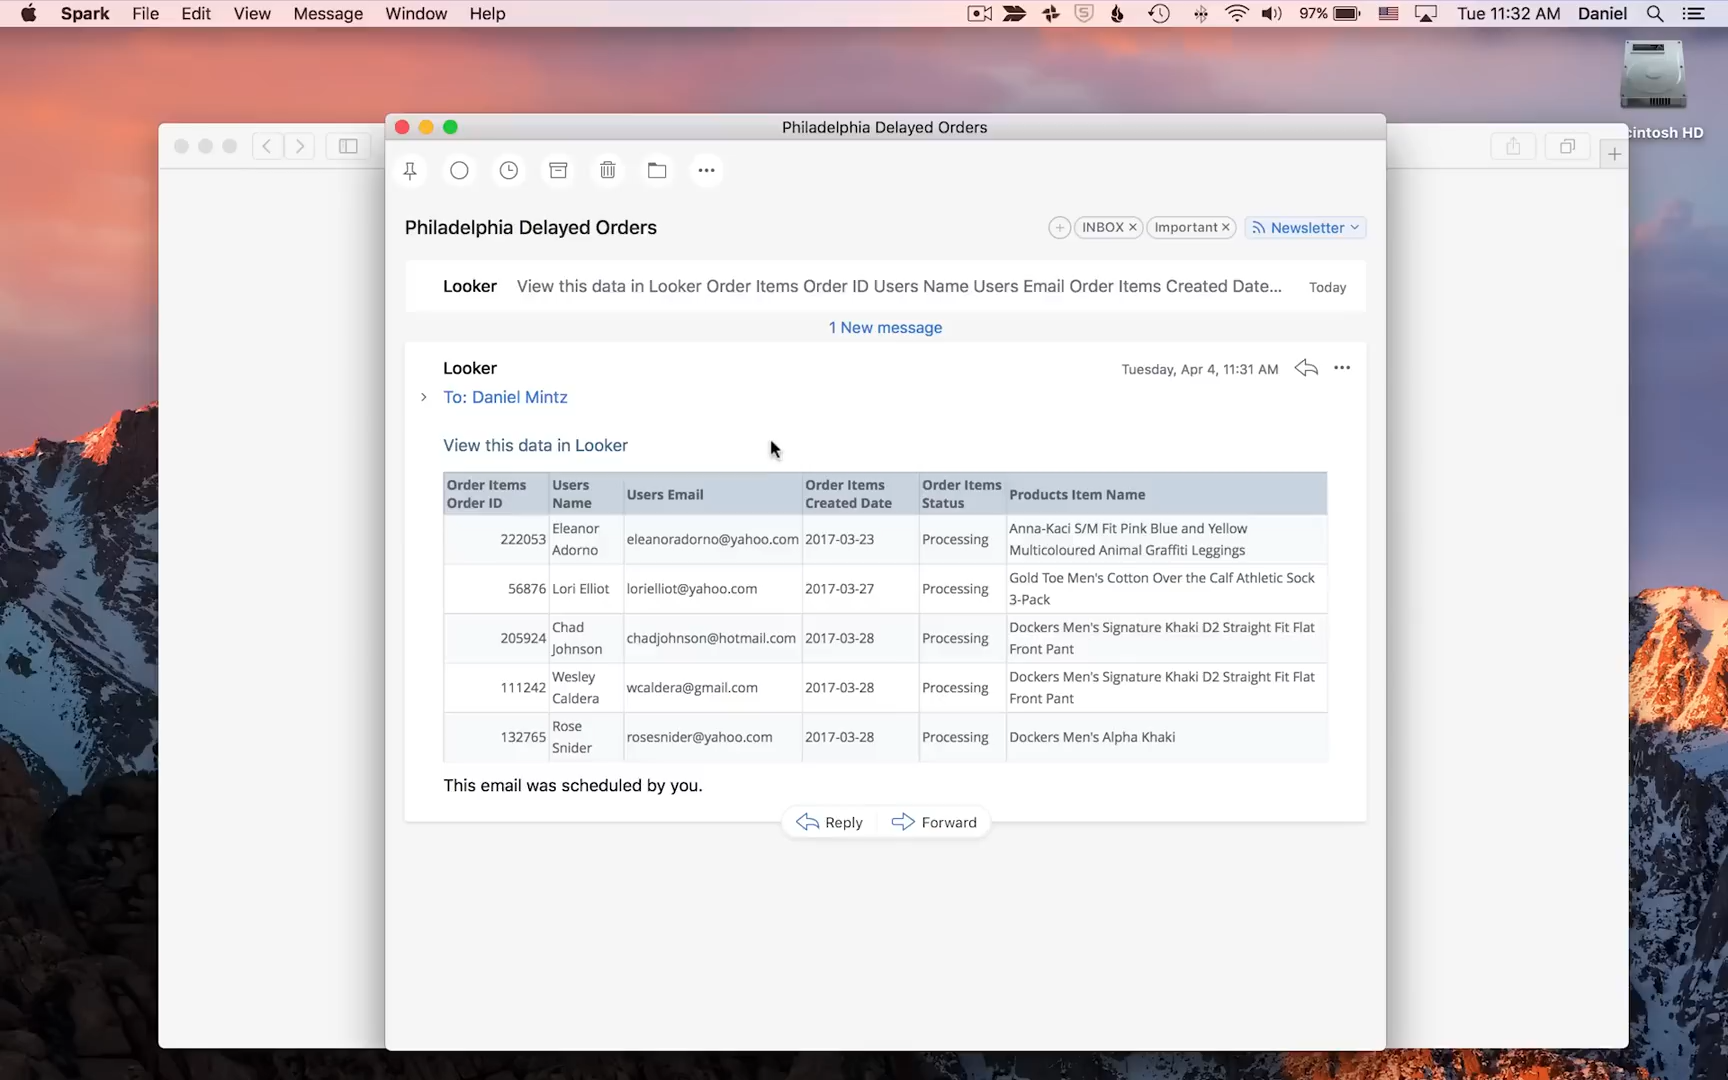 Spark File Edit View Message Window Help 97% Tue 11:32 AM Daniel
cintosh HD
Philadelphia Delayed Orders
Philadelphia Delayed Orders INBOX × Important × Newsletter
Looker View this data in Looker Order Items Order ID Users Name Users Email Order Items Created Date... Today
1 New message
Looker Tuesday, Apr 4, 11:31 AM
To: Daniel Mintz
View this data in Looker
Order Items Order ID Users Name Users Email Order Items Created Date Order Items Status Products Item Name
222053 Eleanor Adorno eleanoradorno@yahoo.com 2017-03-23 Processing Anna-Kaci S/M Fit Pink Blue and Yellow Multicoloured Animal Graffiti Leggings
56876 Lori Elliot lorielliot@yahoo.com 2017-03-27 Processing Gold Toe Men's Cotton Over the Calf Athletic Sock 3-Pack
205924 Chad Johnson chadjohnson@hotmail.com 2017-03-28 Processing Dockers Men's Signature Khaki D2 Straight Fit Flat Front Pant
111242 Wesley Caldera wcaldera@gmail.com 2017-03-28 Processing Dockers Men's Signature Khaki D2 Straight Fit Flat Front Pant
132765 Rose Snider rosesnider@yahoo.com 2017-03-28 Processing Dockers Men's Alpha Khaki
This email was scheduled by you.
Reply Forward